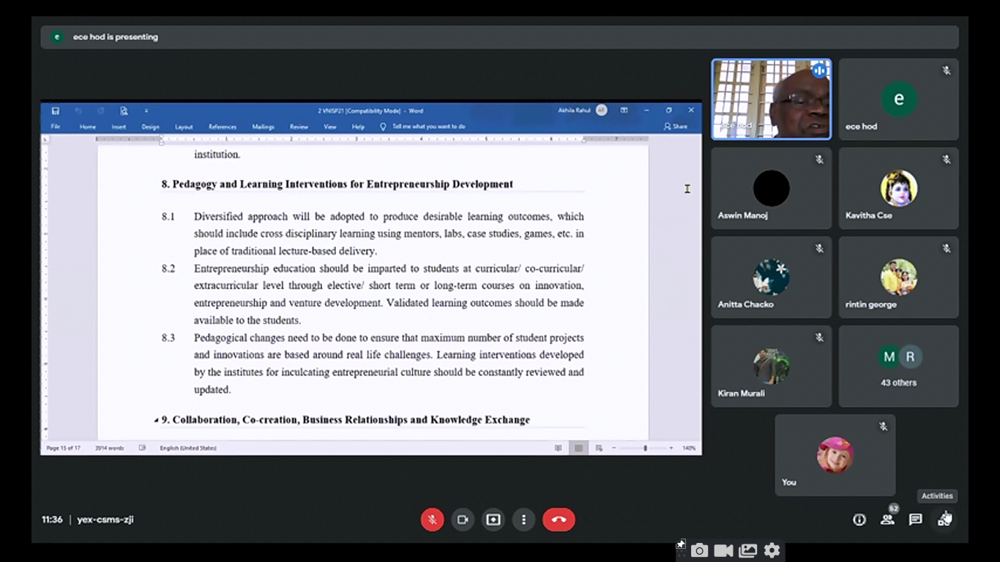 e ece hod is presenting
2 VNISP21 [Compatibility Mode] - Word
Akhila Rahul
AR
File Home Insert Design Layout References Mailings Review View Help Tell me what you want to do Share
institution.
8. Pedagogy and Learning Interventions for Entrepreneurship Development
8.1 Diversified approach will be adopted to produce desirable learning outcomes, which
should include cross disciplinary learning using mentors, labs, case studies, games, etc. in
place of traditional lecture-based delivery.
8.2 Entrepreneurship education should be imparted to students at curricular/ co-curricular/
extracurricular level through elective/ short term or long-term courses on innovation,
entrepreneurship and venture development. Validated learning outcomes should be made
available to the students.
8.3 Pedagogical changes need to be done to ensure that maximum number of student projects
and innovations are based around real life challenges. Learning interventions developed
by the institutes for inculcating entrepreneurial culture should be constantly reviewed and
updated.
9. Collaboration, Co-creation, Business Relationships and Knowledge Exchange
Page 15 of 17 3914 words English (United States) 140%
ece hod
e
ece hod
Aswin Manoj
Kavitha Cse
Anitta Chacko
rintin george
Kiran Murali
M R
43 others
You
Activities
11:36 | yex-csms-zji
52